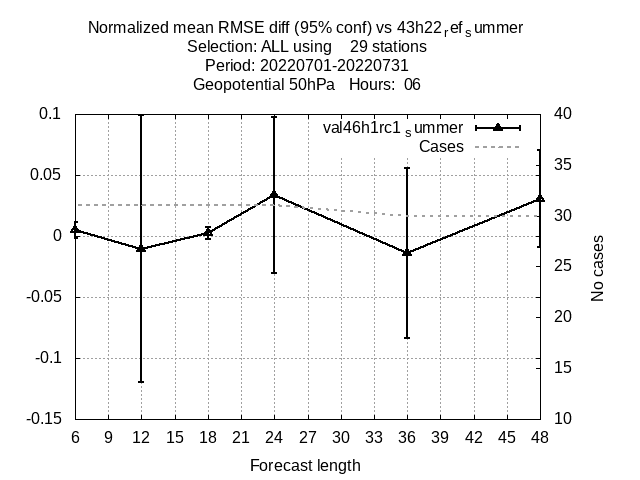 Normalized mean RMSE diff (95% conf) vs 43h22ref summer
Selection: ALL using 29 stations
Period: 20220701-20220731
Geopotential 50hPa Hours: 06
val46h1rc1summer
Cases
0.1
0.05
0
-0.05
-0.1
-0.15
40
35
30
25
20
15
10
No cases
6 9 12 15 18 21 24 27 30 33 36 39 42 45 48
Forecast length